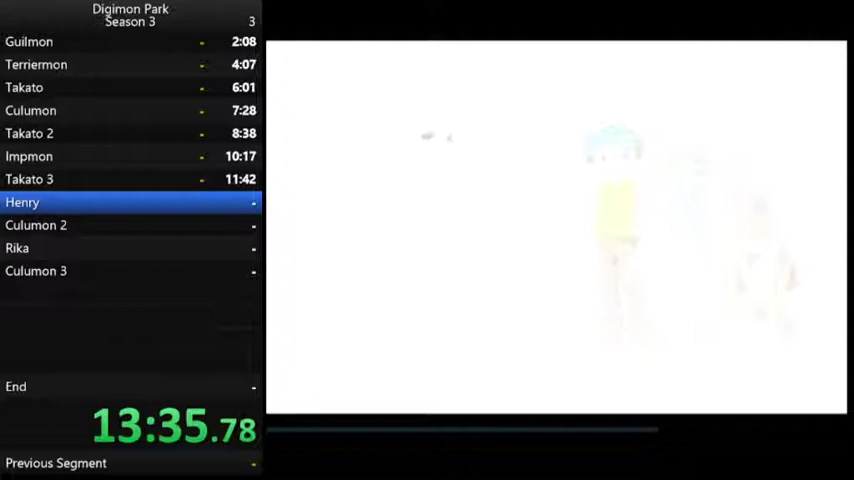 Digimon Park
Season 3 3
Guilmon - 2:08
Terriermon - 4:07
Takato - 6:01
Culumon - 7:28
Takato 2 - 8:38
Impmon - 10:17
Takato 3 - 11:42
Henry -
Culumon 2 -
Rika -
Culumon 3 -
End -
13:35.78
Previous Segment -